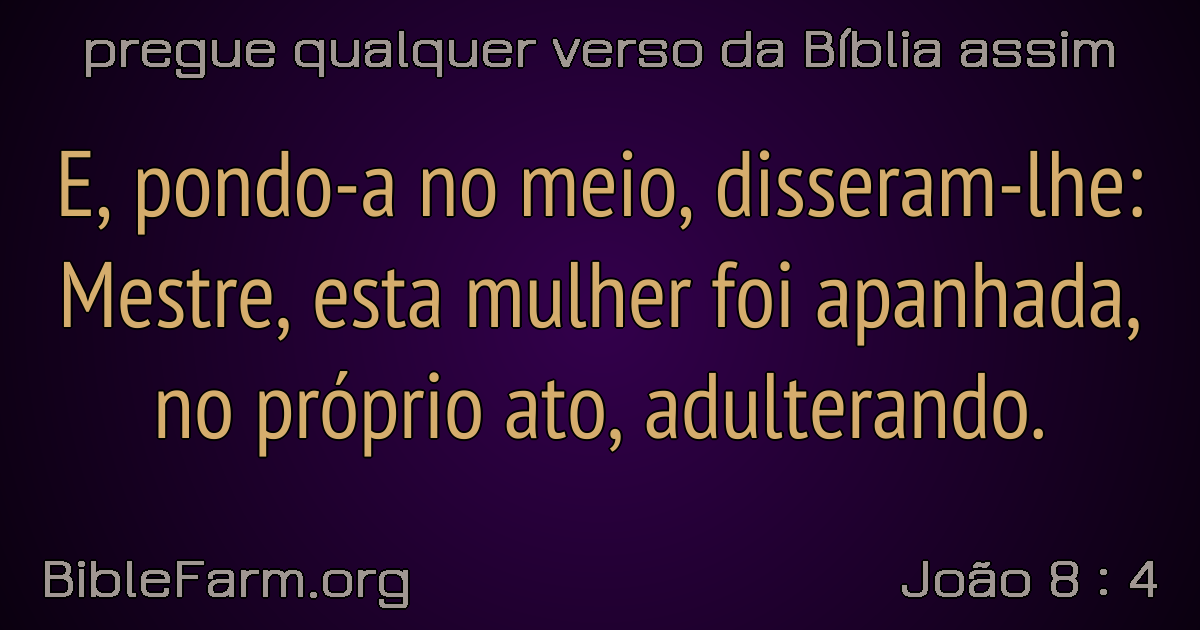 pregue qualquer verso da Bíblia assim
E, pondo-a no meio, disseram-lhe:
Mestre, esta mulher foi apanhada,
no próprio ato, adulterando.
BibleFarm.org
João 8 : 4